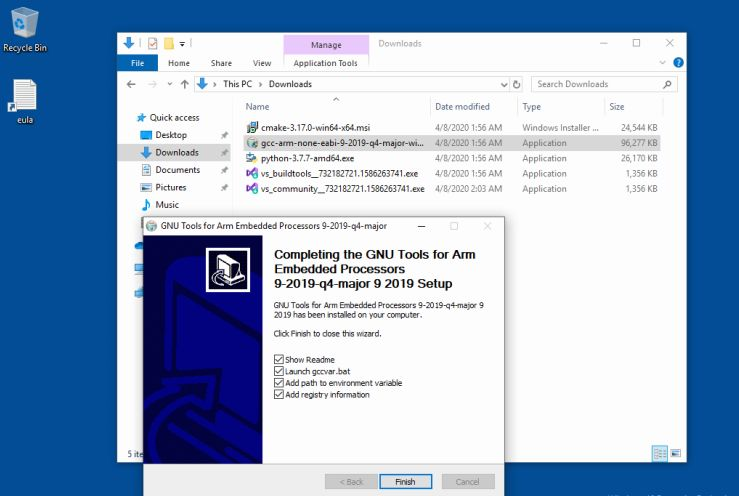 Recycle Bin
eula
Manage
Downloads
File
Home
Share
View
Application Tools
This PC
Downloads
Search Downloads
Name
Date modified
Type
Size
Quick access
Desktop
Downloads
Documents
Pictures
Music
cmake-3.17.0-win64-x64.msi 4/8/2020 1:56 AM Windows Installer ... 24,544 KB
gcc-arm-none-eabi-9-2019-q4-major-wi... 4/8/2020 1:56 AM Application 96,277 KB
python-3.7.7-amd64.exe 4/8/2020 1:56 AM Application 26,170 KB
vs_buildtools__732182721.1586263741.exe 4/8/2020 1:56 AM Application 1,356 KB
vs_community__732182721.1586263741.exe 4/8/2020 2:03 AM Application 1,356 KB
GNU Tools for Arm Embedded Processors 9-2019-q4-major
Completing the GNU Tools for Arm
Embedded Processors
9-2019-q4-major 9 2019 Setup
GNU Tools for Arm Embedded Processors 9-2019-q4-major 9
2019 has been installed on your computer.
Click Finish to close this wizard.
Show Readme
Launch gccvar.bat
Add path to environment variable
Add registry information
5 ite
< Back
Finish
Cancel